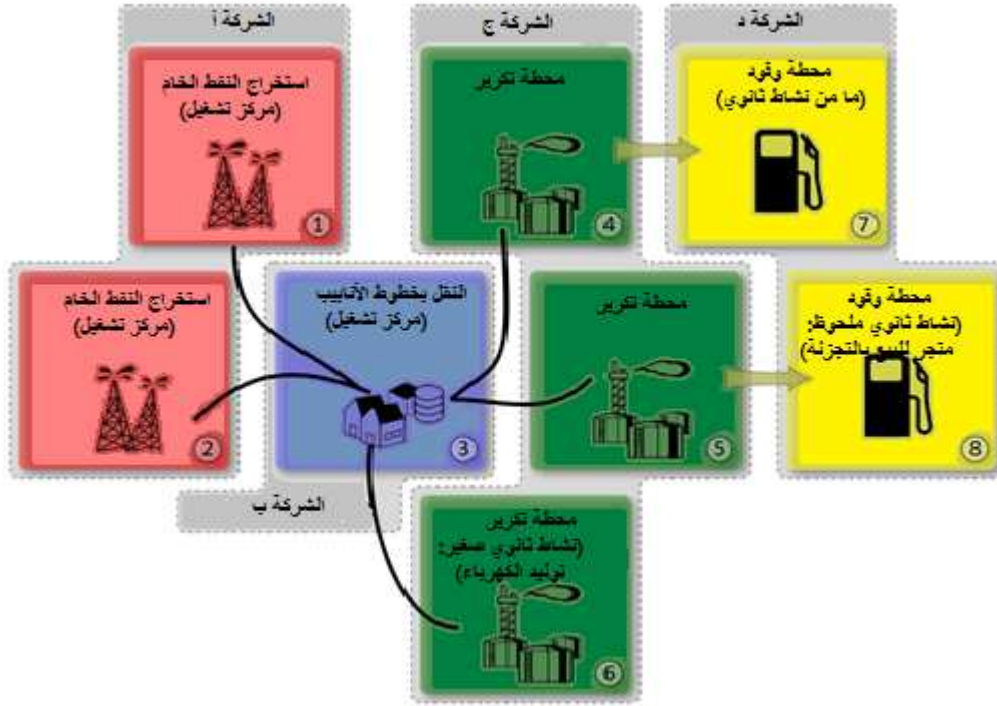 الشركة أ
الشركة ج
الشركة د
استخراج النفط الخام
(مركز تشغيل)
1
محطة تكرير
4
محطة وقود
(ما من نشاط ثانوي)
7
استخراج النفط الخام
(مركز تشغيل)
2
النقل بخطوط الأنابيب
(مركز تشغيل)
3
محطة تكرير
5
محطة وقود
(نشاط ثانوي ملحوظ:
متجر للبيع بالتجزئة)
8
الشركة ب
محطة تكرير
(نشاط ثانوي صغير:
توليد الكهرباء)
6